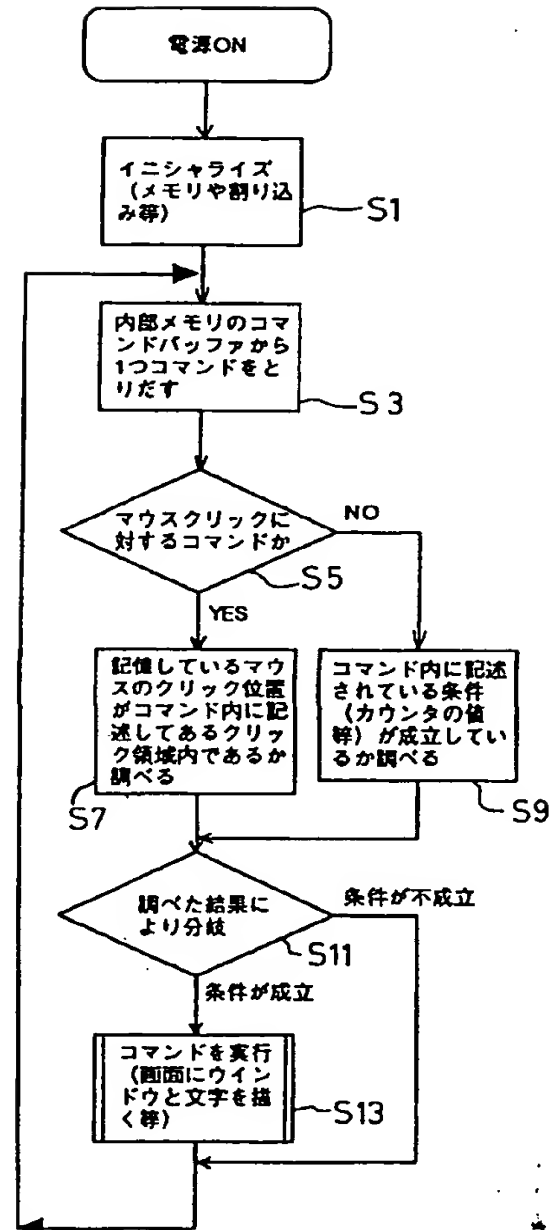 電源ON
イニシャライズ
（メモリや割り込
み等）
S1
内部メモリのコマ
ンドバッファから
1つコマンドをと
りだす
S3
マウスクリックに
対するコマンドか
NO
S5
YES
記憶しているマウ
スのクリック位置
がコマンド内に記
述してあるクリッ
ク領域内であるか
調べる
S7
コマンド内に記述
されている条件
（カウンタの値
等）が成立してい
るか調べる
S9
調べた結果に
より分岐
条件が不成立
S11
条件が成立
コマンドを実行
（画面にウイン
ドウと文字を描
く等）
S13